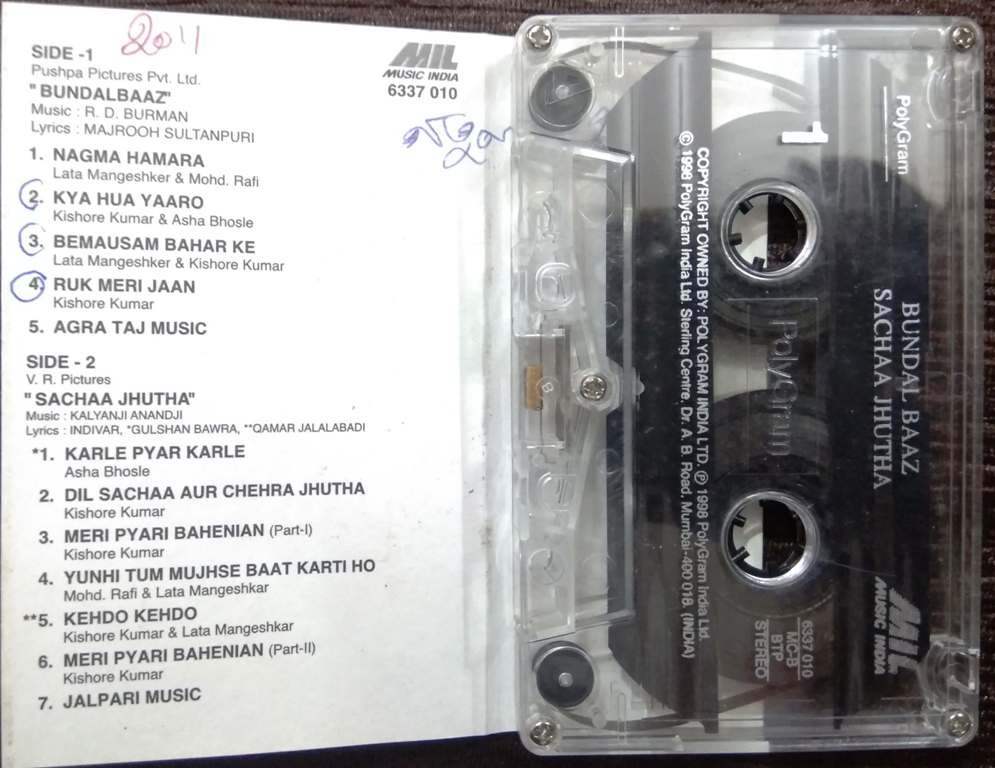 2011
SIDE -1
Pushpa Pictures Pvt. Ltd.
"BUNDALBAAZ"
Music : R. D. BURMAN
Lyrics : MAJROOH SULTANPURI
MIL
MUSIC INDIA
6337 010
1. NAGMA HAMARA
Lata Mangeshker & Mohd. Rafi
2. KYA HUA YAARO
Kishore Kumar & Asha Bhosle
3. BEMAUSAM BAHAR KE
Lata Mangeshker & Kishore Kumar
4. RUK MERI JAAN
Kishore Kumar
5. AGRA TAJ MUSIC
SIDE - 2
V. R. Pictures
"SACHAA JHUTHA"
Music : KALYANJI ANANDJI
Lyrics : INDIVAR, *GULSHAN BAWRA, **QAMAR JALALABADI
*1. KARLE PYAR KARLE
Asha Bhosle
2. DIL SACHAA AUR CHEHRA JHUTHA
Kishore Kumar
3. MERI PYARI BAHENIAN (Part-I)
Kishore Kumar
4. YUNHI TUM MUJHSE BAAT KARTI HO
Mohd. Rafi & Lata Mangeshkar
**5. KEHDO KEHDO
Kishore Kumar & Lata Mangeshkar
6. MERI PYARI BAHENIAN (Part-II)
Kishore Kumar
7. JALPARI MUSIC
PolyGram
1
BUNDAL BAAZ
SACHAA JHUTHA
PolyGram
COPYRIGHT OWNED BY: POLYGRAM INDIA LTD. ℗ 1998 PolyGram India Ltd.
© 1998 PolyGram India Ltd. Sterling Centre, Dr. A. B. Road, Mumbai-400 018. (INDIA)
MIL
MUSIC INDIA
6337 010
MC-B
BTP
STEREO